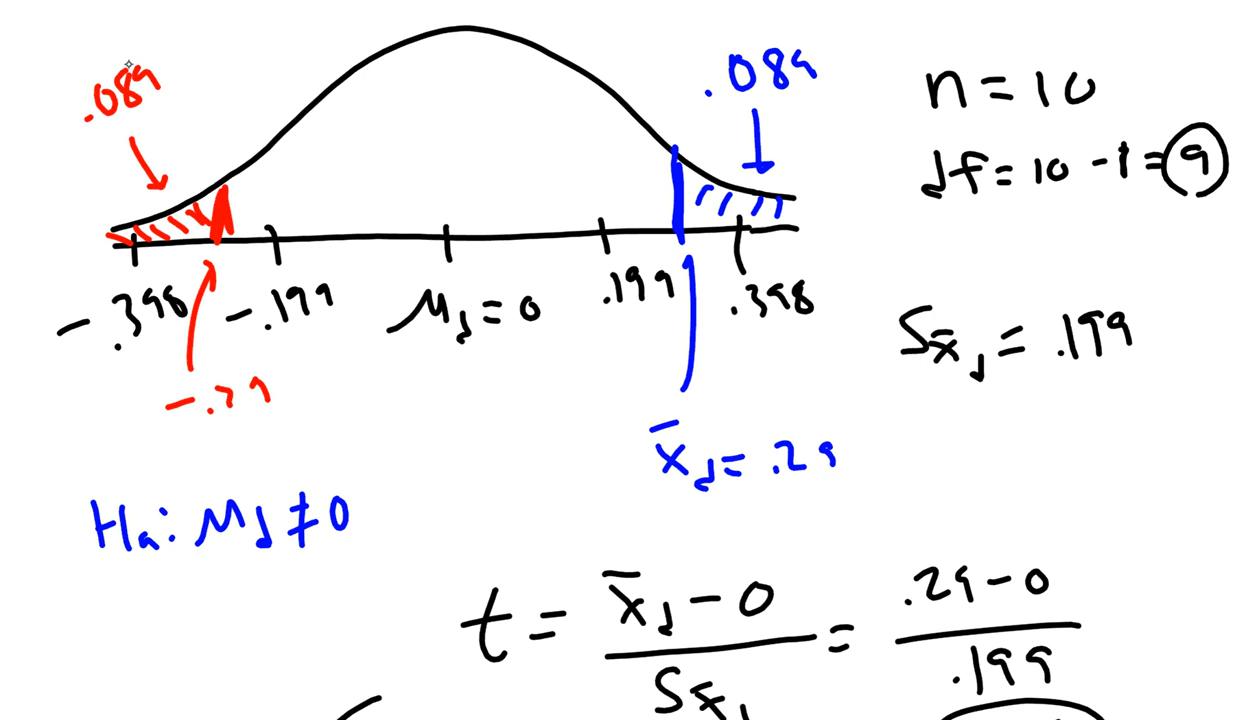 .089
.089
n = 10
df = 10 - 1 = 9
-.398
-.199
μd = 0
.199
.398
Sx̄d = .199
-.29
x̄d = .29
Ha: μd ≠ 0
t = x̄d - 0 / Sx̄d = .29 - 0 / .199